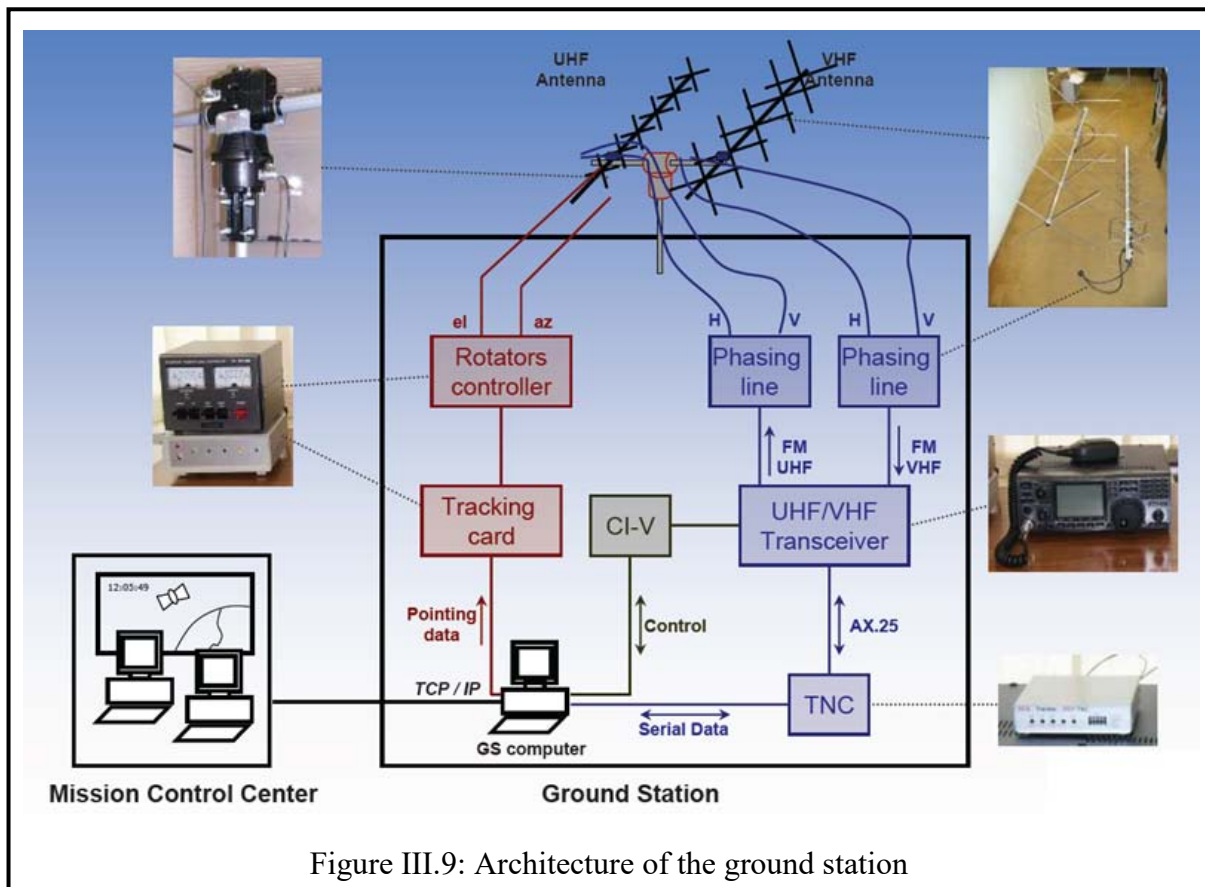 UHF
Antenna
VHF
Antenna
el
az
H
V
H
V
Rotators
controller
Phasing
line
Phasing
line
FM
UHF
FM
VHF
Tracking
card
CI-V
UHF/VHF
Transceiver
12:05:49
Pointing
data
Control
AX.25
TCP / IP
TNC
Serial Data
GS computer
Mission Control Center
Ground Station
Figure III.9: Architecture of the ground station